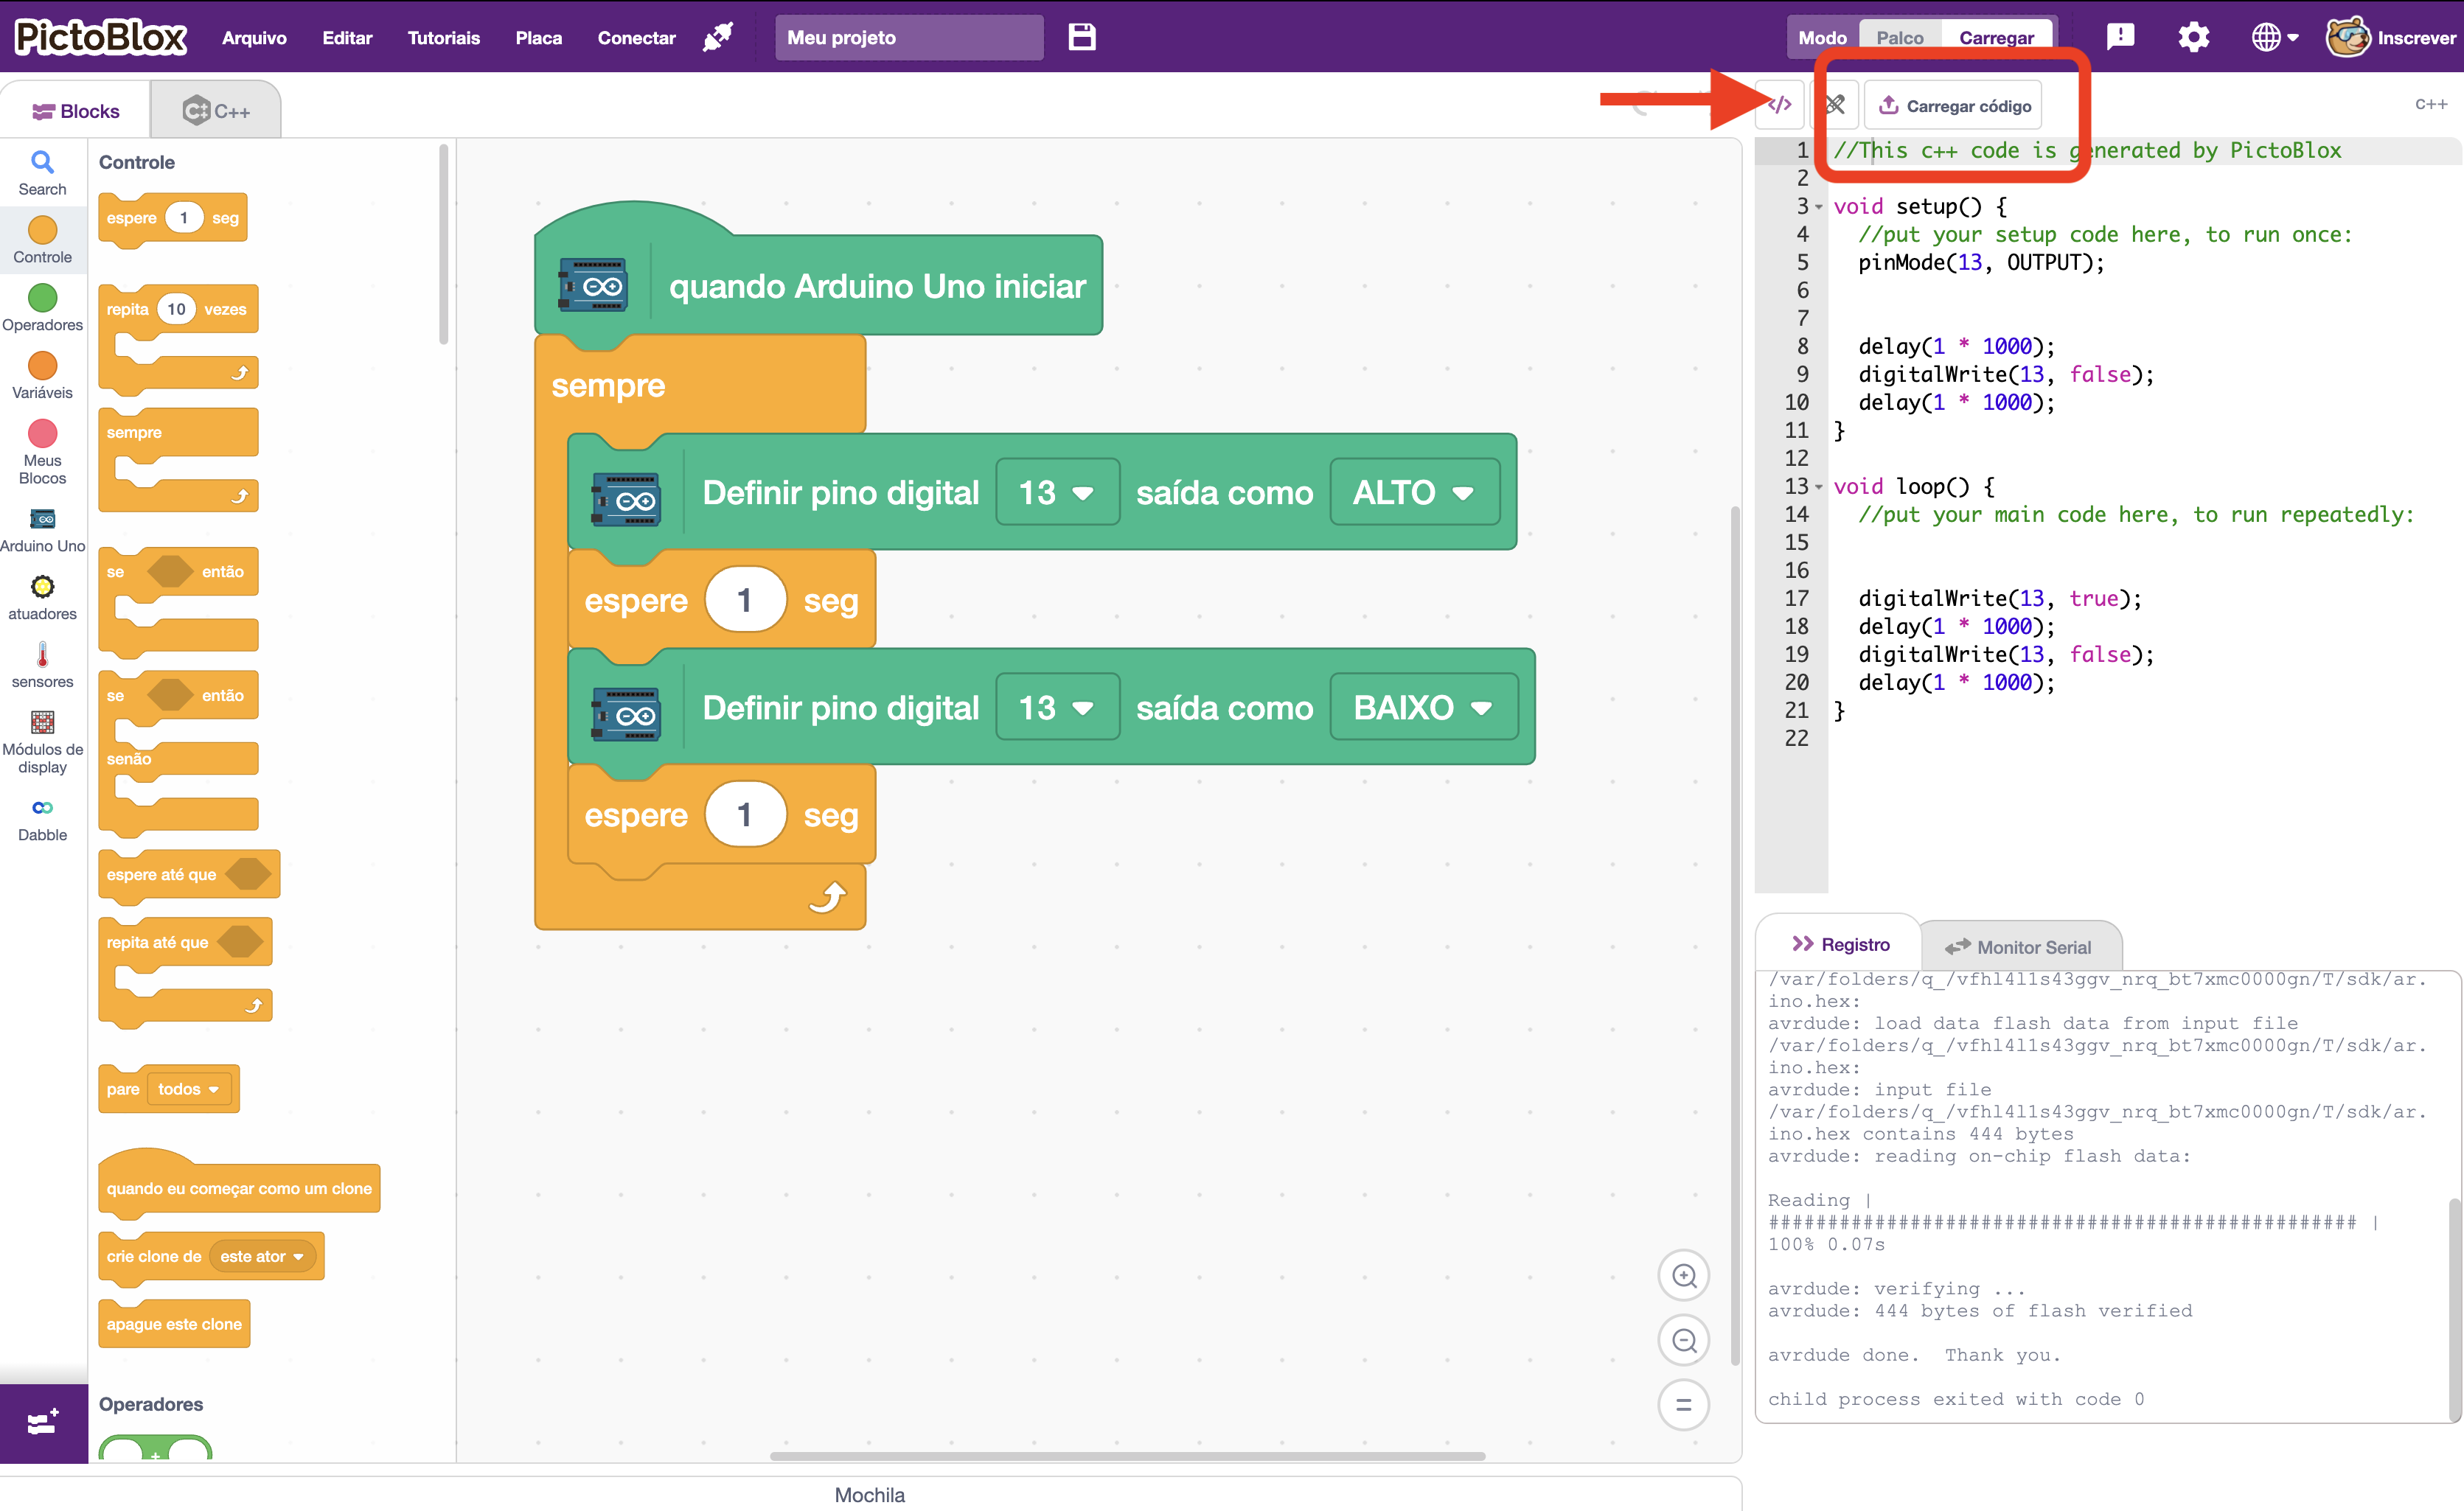 PictoBlox Arquivo Editar Tutoriais Placa Conectar Meu projeto Modo Palco Carregar Inscrever
Blocks C++
Carregar código C++
Search
Controle
Operadores
Variáveis
Meus
Blocos
Arduino Uno
atuadores
sensores
Módulos de
display
Dabble
Controle
espere 1 seg
repita 10 vezes
sempre
se então
se então
senão
espere até que
repita até que
pare todos
quando eu começar como um clone
crie clone de este ator
apague este clone
Operadores
+
quando Arduino Uno iniciar
sempre
Definir pino digital 13 saída como ALTO
espere 1 seg
Definir pino digital 13 saída como BAIXO
espere 1 seg
1 //This c++ code is generated by PictoBlox
2
3 void setup() {
4 //put your setup code here, to run once:
5 pinMode(13, OUTPUT);
6
7
8 delay(1 * 1000);
9 digitalWrite(13, false);
10 delay(1 * 1000);
11 }
12
13 void loop() {
14 //put your main code here, to run repeatedly:
15
16
17 digitalWrite(13, true);
18 delay(1 * 1000);
19 digitalWrite(13, false);
20 delay(1 * 1000);
21 }
22
Registro Monitor Serial
/var/folders/q_/vfhl4l1s43ggv_nrq_bt7xmc0000gn/T/sdk/ar.
ino.hex:
avrdude: load data flash data from input file
/var/folders/q_/vfhl4l1s43ggv_nrq_bt7xmc0000gn/T/sdk/ar.
ino.hex:
avrdude: input file
/var/folders/q_/vfhl4l1s43ggv_nrq_bt7xmc0000gn/T/sdk/ar.
ino.hex contains 444 bytes
avrdude: reading on-chip flash data:
Reading |
################################################## |
100% 0.07s
avrdude: verifying ...
avrdude: 444 bytes of flash verified
avrdude done.  Thank you.
child process exited with code 0
Mochila